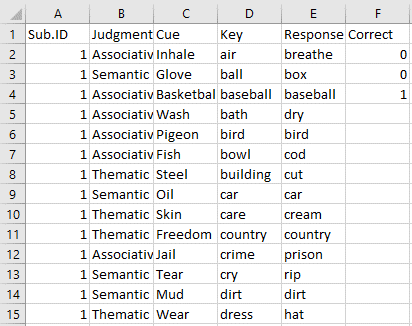 A B C D E F
1 Sub.ID Judgment Cue Key Response Correct
2 1 Associativ Inhale air breathe 0
3 1 Semantic Glove ball box 0
4 1 Associativ Basketbal baseball baseball 1
5 1 Associativ Wash bath dry
6 1 Associativ Pigeon bird bird
7 1 Associativ Fish bowl cod
8 1 Thematic Steel building cut
9 1 Semantic Oil car car
10 1 Thematic Skin care cream
11 1 Thematic Freedom country country
12 1 Associativ Jail crime prison
13 1 Semantic Tear cry rip
14 1 Semantic Mud dirt dirt
15 1 Thematic Wear dress hat